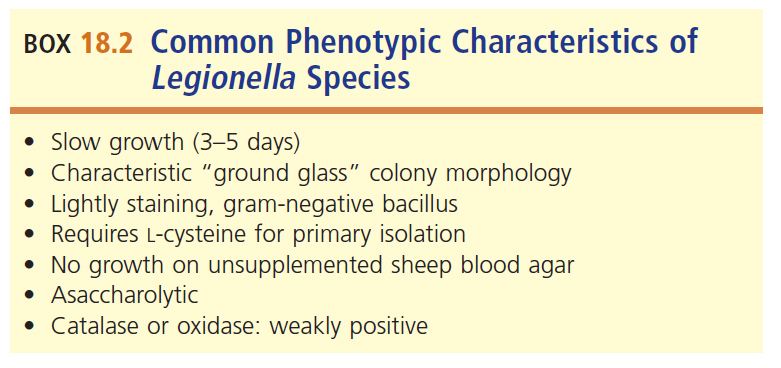 BOX 18.2 Common Phenotypic Characteristics of
Legionella Species
• Slow growth (3–5 days)
• Characteristic “ground glass” colony morphology
• Lightly staining, gram-negative bacillus
• Requires L-cysteine for primary isolation
• No growth on unsupplemented sheep blood agar
• Asaccharolytic
• Catalase or oxidase: weakly positive